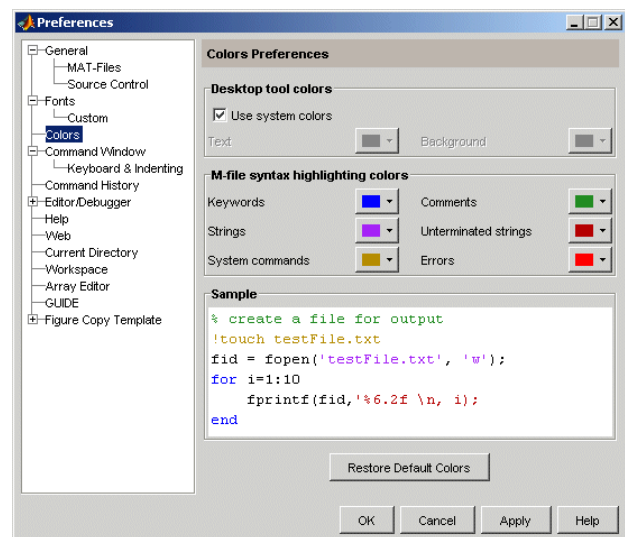 Preferences
General
MAT-Files
Source Control
Fonts
Custom
Colors
Command Window
Keyboard & Indenting
Command History
Editor/Debugger
Help
Web
Current Directory
Workspace
Array Editor
GUIDE
Figure Copy Template
Colors Preferences
Desktop tool colors
Use system colors
Text Background
M-file syntax highlighting colors
Keywords Comments
Strings Unterminated strings
System commands Errors
Sample
% create a file for output
!touch testFile.txt
fid = fopen('testFile.txt', 'w');
for i=1:10
    fprintf(fid,'%6.2f \n, i);
end
Restore Default Colors
OK Cancel Apply Help